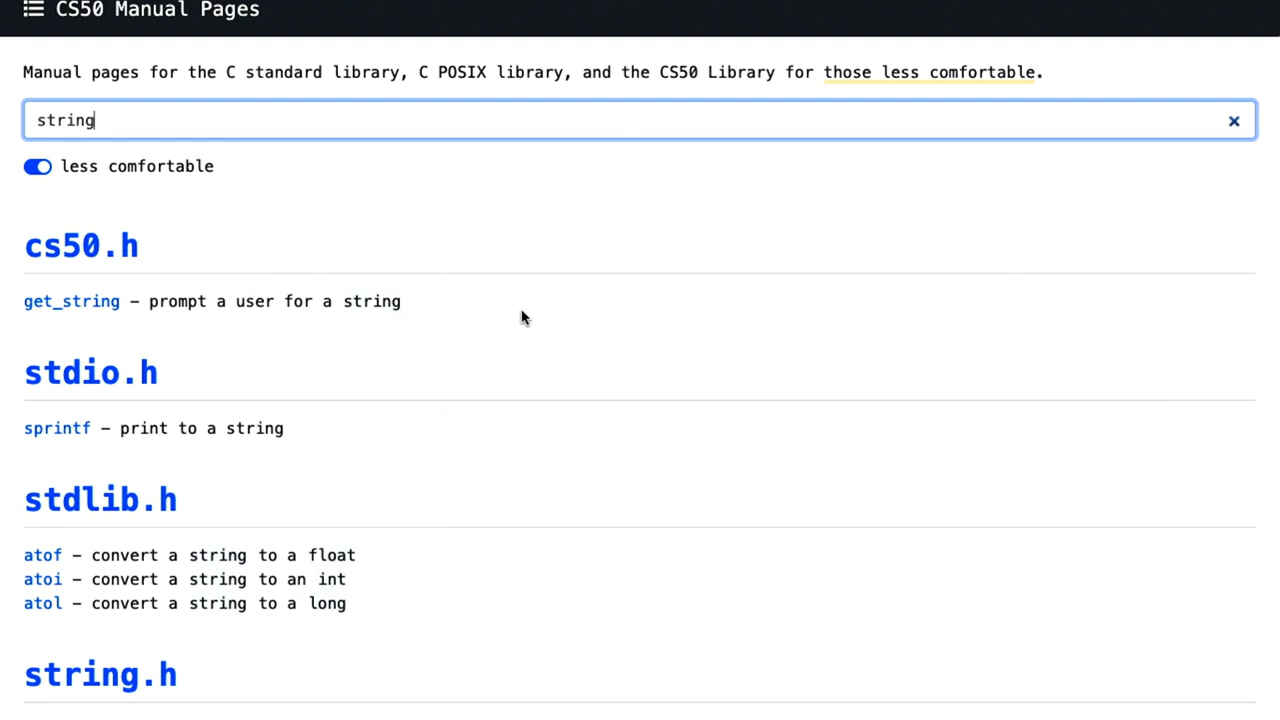 CS50 Manual Pages
Manual pages for the C standard library, C POSIX library, and the CS50 Library for those less comfortable.
string
less comfortable
cs50.h
get_string – prompt a user for a string
stdio.h
sprintf – print to a string
stdlib.h
atof – convert a string to a float
atoi – convert a string to an int
atol – convert a string to a long
string.h